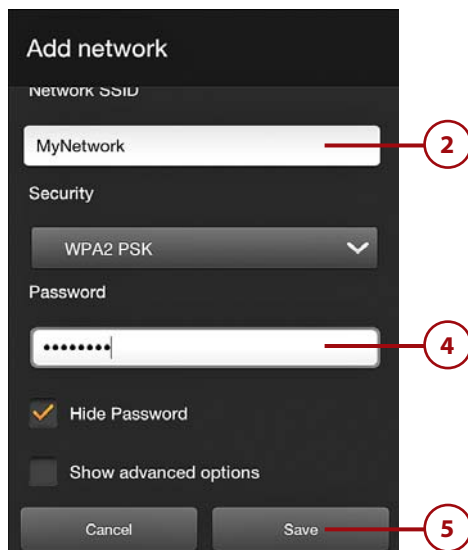 Add network
Network SSID
MyNetwork
2
Security
WPA2 PSK
Password
••••••••
4
Hide Password
Show advanced options
Cancel
Save
5